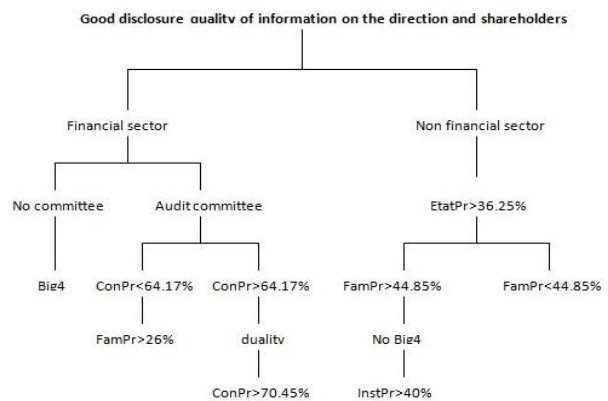 Good disclosure quality of information on the direction and shareholders
Financial sector Non financial sector
No committee Audit committee EtatPr>36.25%
Big4 ConPr<64.17% ConPr>64.17% FamPr>44.85% FamPr<44.85%
FamPr>26% duality No Big4
ConPr>70.45% InstPr>40%